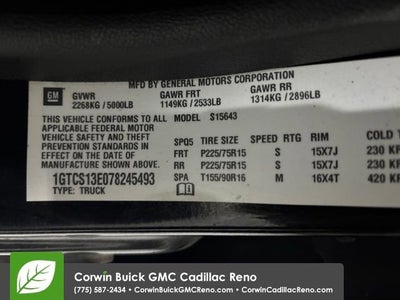 MFD BY GENERAL MOTORS CORPORATION
GM
GVWR GAWR FRT GAWR RR
2268KG / 5000LB 1149KG / 2533LB 1314KG / 2896LB
THIS VEHICLE CONFORMS TO ALL MODEL S15643
APPLICABLE FEDERAL MOTOR
VEHICLE SAFETY AND THEFT
PREVENTION STANDARDS
IN EFFECT ON THE DATE OF
MANUFACTURE SHOWN ABOVE.
1GTCS13E078245493
TYPE: TRUCK
SPQ5 TIRE SIZE SPEED RTG RIM COLD
FRT P225/75R15 S 15X7J 230 KP
RR P225/75R15 S 15X7J 230 KP
SPA T155/90R16 M 16X4T 420 KP
Corwin Buick GMC Cadillac Reno
(775) 587-2434 • CorwinBuickGMCReno.com • CorwinCadillacReno.com